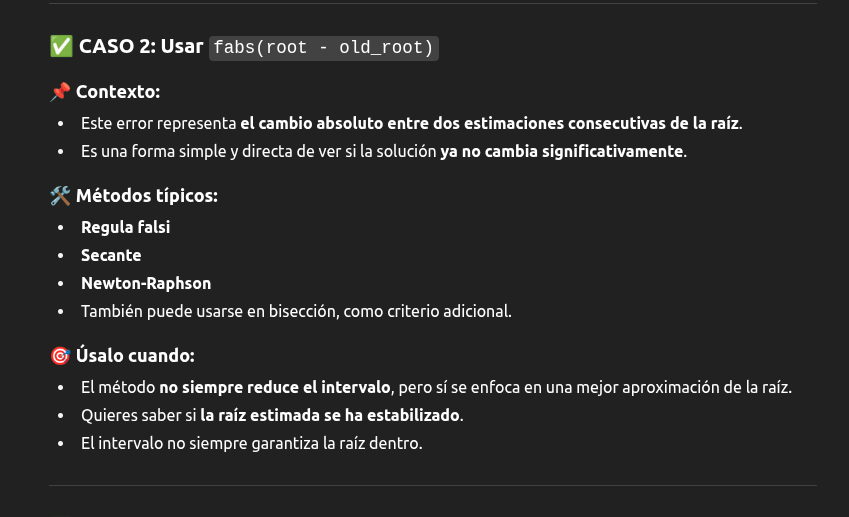 ✅ CASO 2: Usar fabs(root - old_root)
📌 Contexto:
• Este error representa el cambio absoluto entre dos estimaciones consecutivas de la raíz.
• Es una forma simple y directa de ver si la solución ya no cambia significativamente.
🛠️ Métodos típicos:
• Regula falsi
• Secante
• Newton-Raphson
• También puede usarse en bisección, como criterio adicional.
🎯 Úsalo cuando:
• El método no siempre reduce el intervalo, pero sí se enfoca en una mejor aproximación de la raíz.
• Quieres saber si la raíz estimada se ha estabilizado.
• El intervalo no siempre garantiza la raíz dentro.